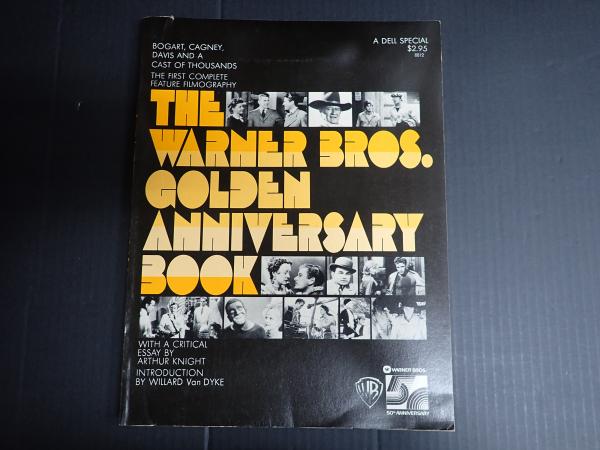 BOGART, CAGNEY,
DAVIS AND A
CAST OF THOUSANDS
THE FIRST COMPLETE
FEATURE FILMOGRAPHY
A DELL SPECIAL
$2.95
8812
THE
WARNER BROS.
GOLDEN
ANNIVERSARY
BOOK
WITH A CRITICAL
ESSAY BY
ARTHUR KNIGHT
INTRODUCTION
BY WILLARD Van DYKE
WB
WARNER BROS.
50
50th ANNIVERSARY